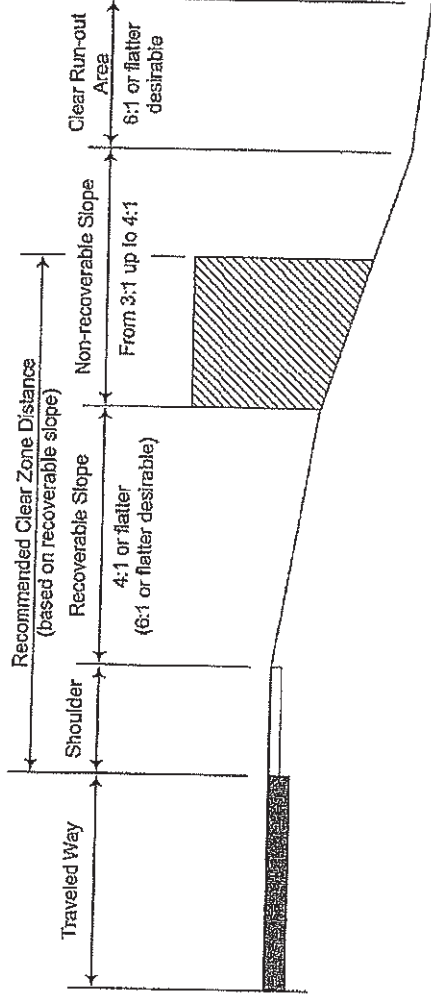 Recommended Clear Zone Distance
(based on recoverable slope)
Traveled Way
Shoulder
Recoverable Slope
4:1 or flatter
(6:1 or flatter desirable)
Non-recoverable Slope
From 3:1 up to 4:1
Clear Run-out
Area
6:1 or flatter
desirable